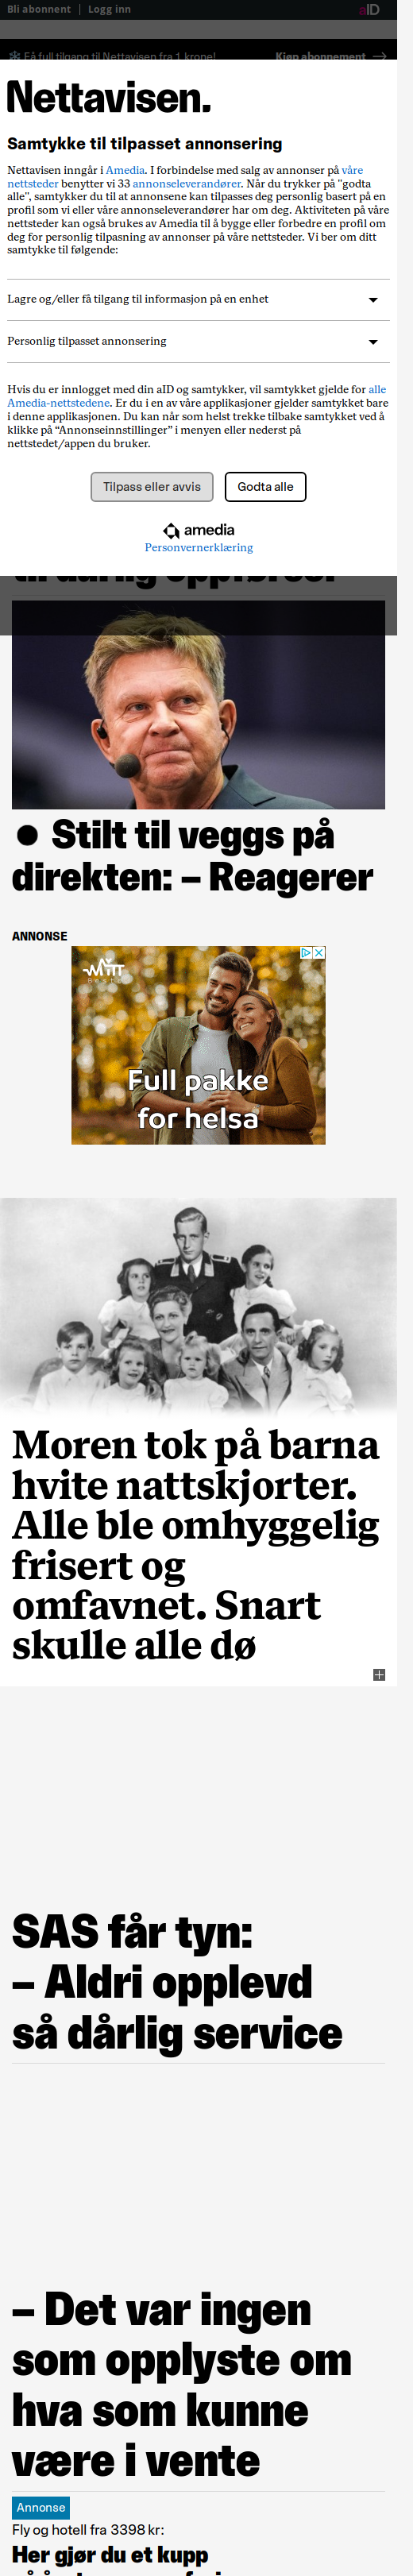 Bli abonnent | Logg inn
aID
Få full tilgang til Nettavisen fra 1 krone!
Kjøp abonnement →
Nettavisen.
Samtykke til tilpasset annonsering
Nettavisen inngår i Amedia. I forbindelse med salg av annonser på våre
nettsteder benytter vi 33 annonseleverandører. Når du trykker på "godta
alle", samtykker du til at annonsene kan tilpasses deg personlig basert på en
profil som vi eller våre annonseleverandører har om deg. Aktiviteten på våre
nettsteder kan også brukes av Amedia til å bygge eller forbedre en profil om
deg for personlig tilpasning av annonser på våre nettsteder. Vi ber om ditt
samtykke til følgende:
Lagre og/eller få tilgang til informasjon på en enhet
Personlig tilpasset annonsering
Hvis du er innlogget med din aID og samtykker, vil samtykket gjelde for alle
Amedia-nettstedene. Er du i en av våre applikasjoner gjelder samtykket bare
i denne applikasjonen. Du kan når som helst trekke tilbake samtykket ved å
klikke på “Annonseinnstillinger” i menyen eller nederst på
nettstedet/appen du bruker.
Tilpass eller avvis
Godta alle
amedia
Personvernerklæring
Stilt til veggs på
direkten: – Reagerer
ANNONSE
MITT
Full pakke
for helsa
Moren tok på barna
hvite nattskjorter.
Alle ble omhyggelig
frisert og
omfavnet. Snart
skulle alle dø
SAS får tyn:
– Aldri opplevd
så dårlig service
– Det var ingen
som opplyste om
hva som kunne
være i vente
Annonse
Fly og hotell fra 3398 kr:
Her gjør du et kupp